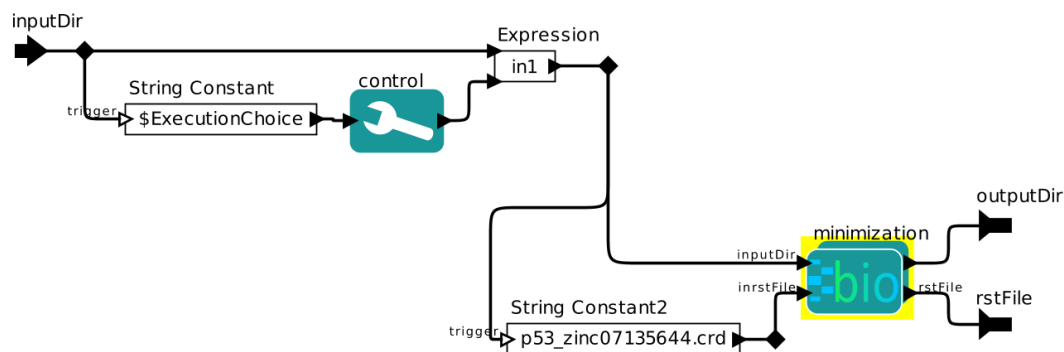 inputDir
Expression
in1
String Constant
control
trigger
$ExecutionChoice
outputDir
minimization
inputDir
bio
inrstFile
rstFile
rstFile
String Constant2
trigger
p53_zinc07135644.crd